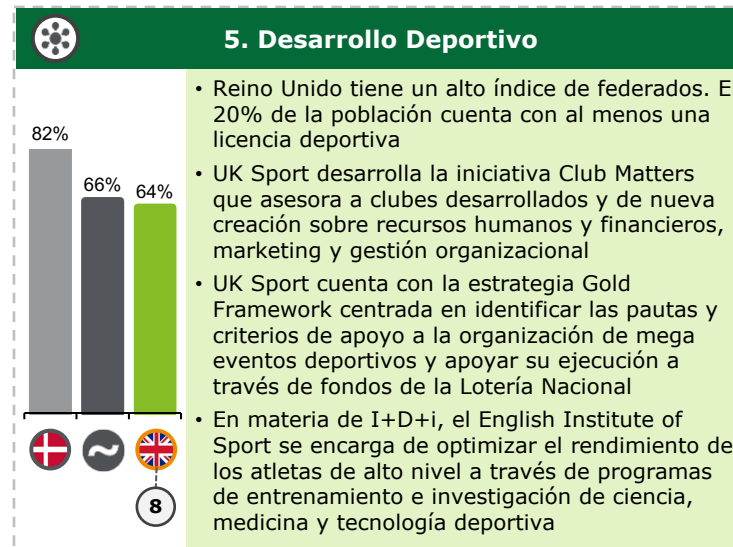 5. Desarrollo Deportivo
82%
66%
64%
8
• Reino Unido tiene un alto índice de federados. E
20% de la población cuenta con al menos una
licencia deportiva
• UK Sport desarrolla la iniciativa Club Matters
que asesora a clubes desarrollados y de nueva
creación sobre recursos humanos y financieros,
marketing y gestión organizacional
• UK Sport cuenta con la estrategia Gold
Framework centrada en identificar las pautas y
criterios de apoyo a la organización de mega
eventos deportivos y apoyar su ejecución a
través de fondos de la Lotería Nacional
• En materia de I+D+i, el English Institute of
Sport se encarga de optimizar el rendimiento de
los atletas de alto nivel a través de programas
de entrenamiento e investigación de ciencia,
medicina y tecnología deportiva